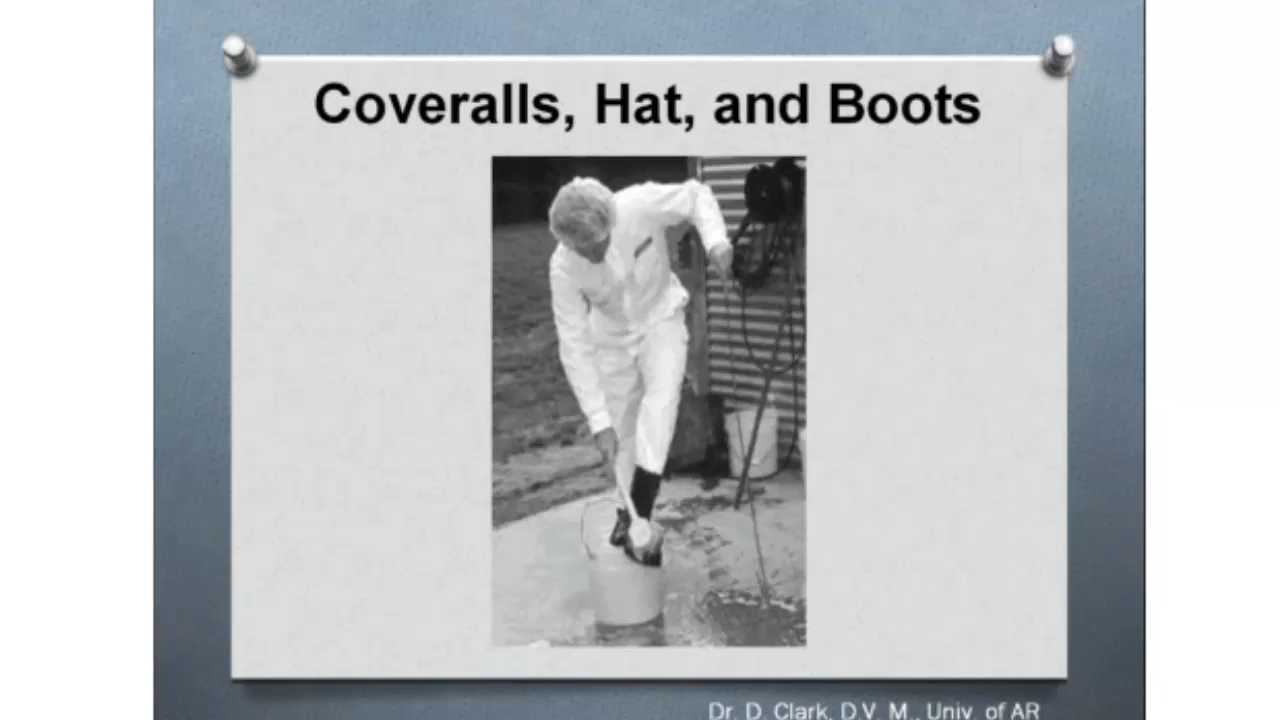 Coveralls, Hat, and Boots
Dr. D. Clark, D.V. M., Univ. of AR